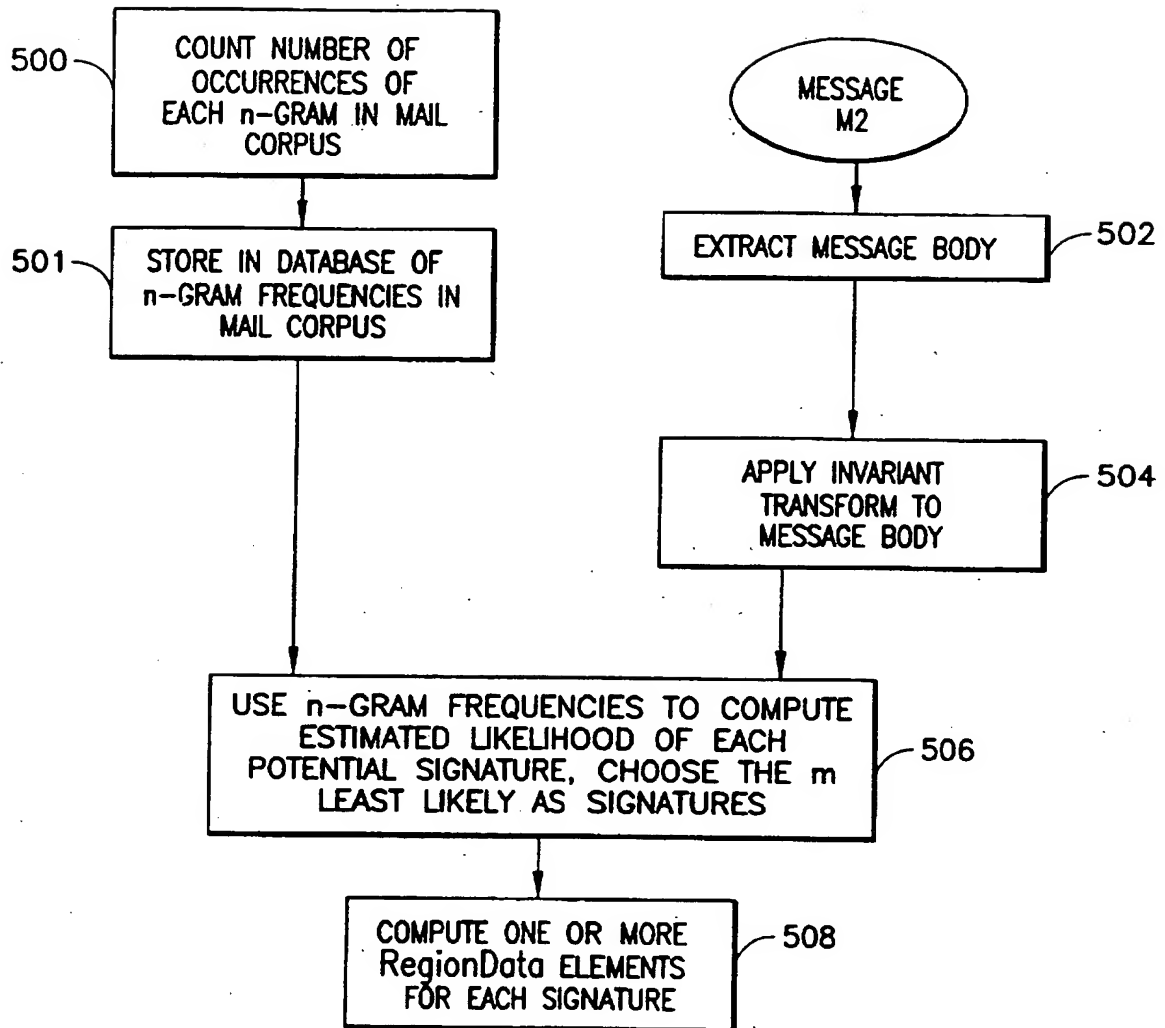 500
COUNT NUMBER OF
OCCURRENCES OF
EACH n-GRAM IN MAIL
CORPUS
MESSAGE
M2
501
STORE IN DATABASE OF
n-GRAM FREQUENCIES IN
MAIL CORPUS
EXTRACT MESSAGE BODY
502
APPLY INVARIANT
TRANSFORM TO
MESSAGE BODY
504
USE n-GRAM FREQUENCIES TO COMPUTE
ESTIMATED LIKELIHOOD OF EACH
POTENTIAL SIGNATURE, CHOOSE THE m
LEAST LIKELY AS SIGNATURES
506
COMPUTE ONE OR MORE
RegionData ELEMENTS
FOR EACH SIGNATURE
508